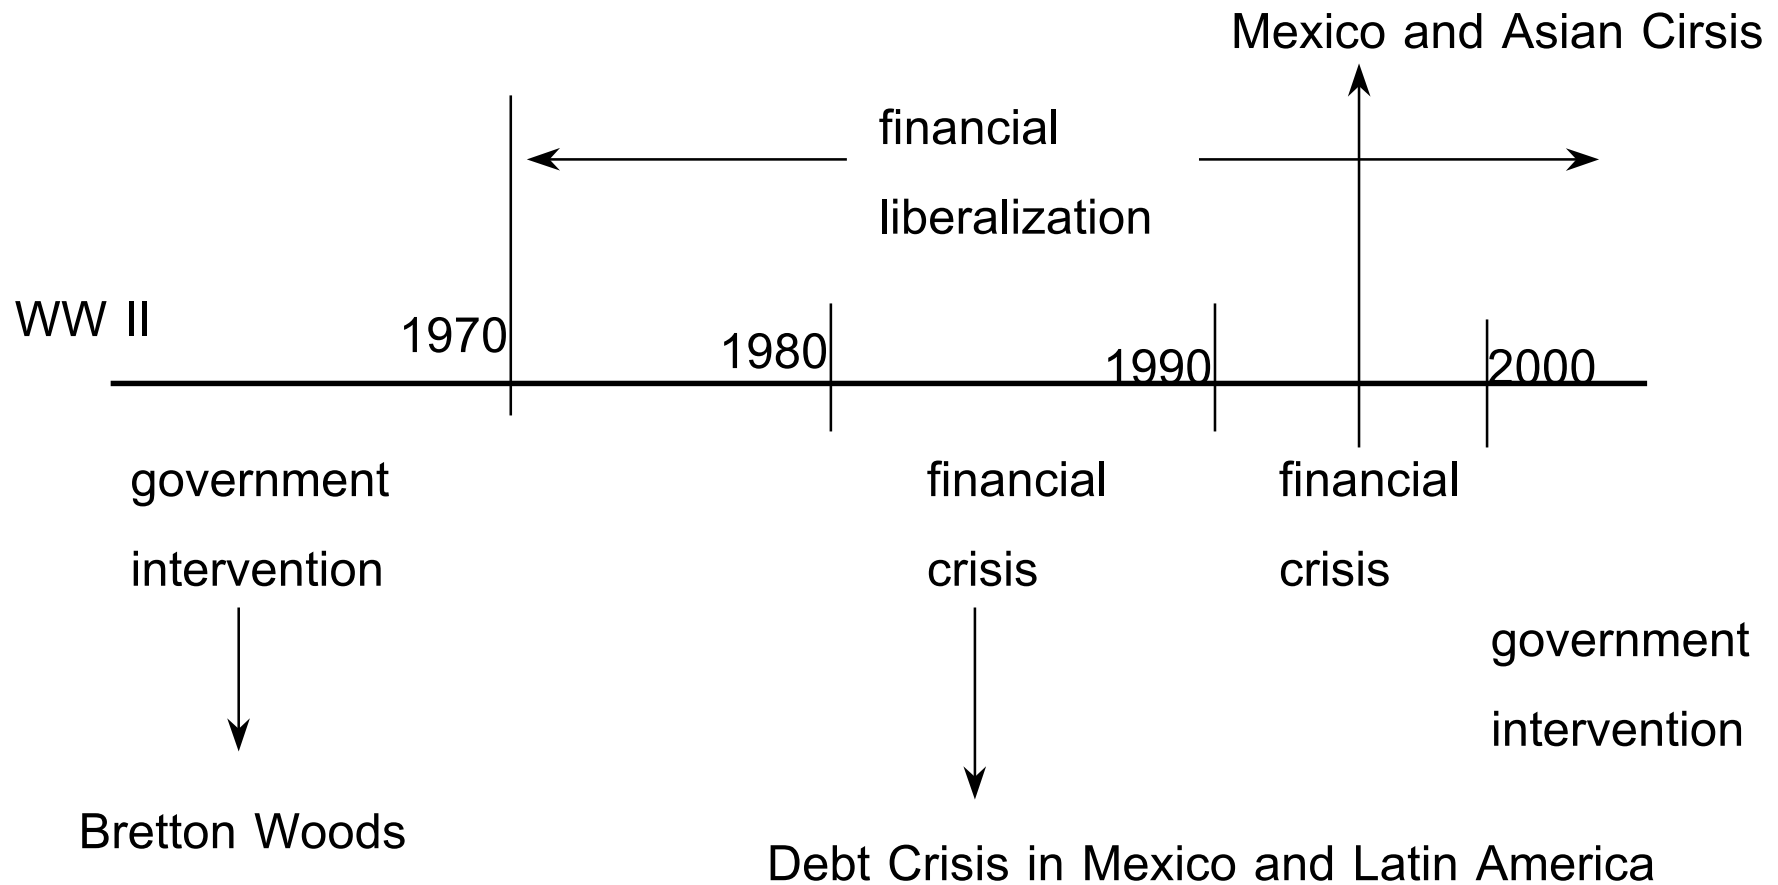 Mexico and Asian Cirsis
financial
liberalization
WW II
1970
1980
1990
2000
government
intervention
financial
crisis
financial
crisis
government
intervention
Bretton Woods
Debt Crisis in Mexico and Latin America